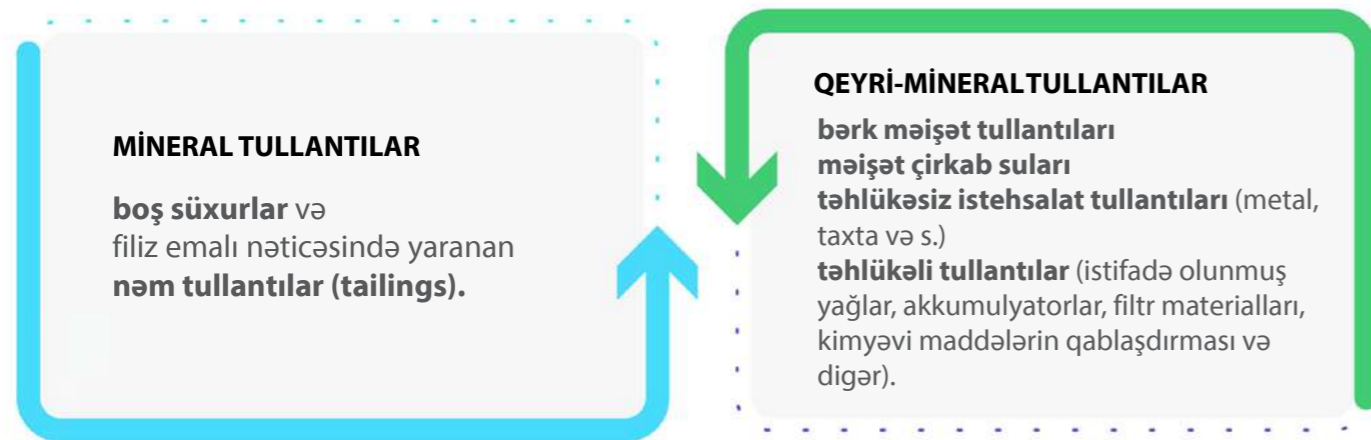 MİNERAL TULLANTILAR
boş süxurlar və
filiz emalı nəticəsində yaranan
nəm tullantılar (tailings).
QEYRİ-MİNERALTULLANTILAR
bərk məişət tullantıları
məişət çirkab suları
təhlükəsiz istehsalat tullantıları (metal,
taxta və s.)
təhlükəli tullantılar (istifadə olunmuş
yağlar, akkumulyatorlar, filtr materialları,
kimyəvi maddələrin qablaşdırması və
digər).